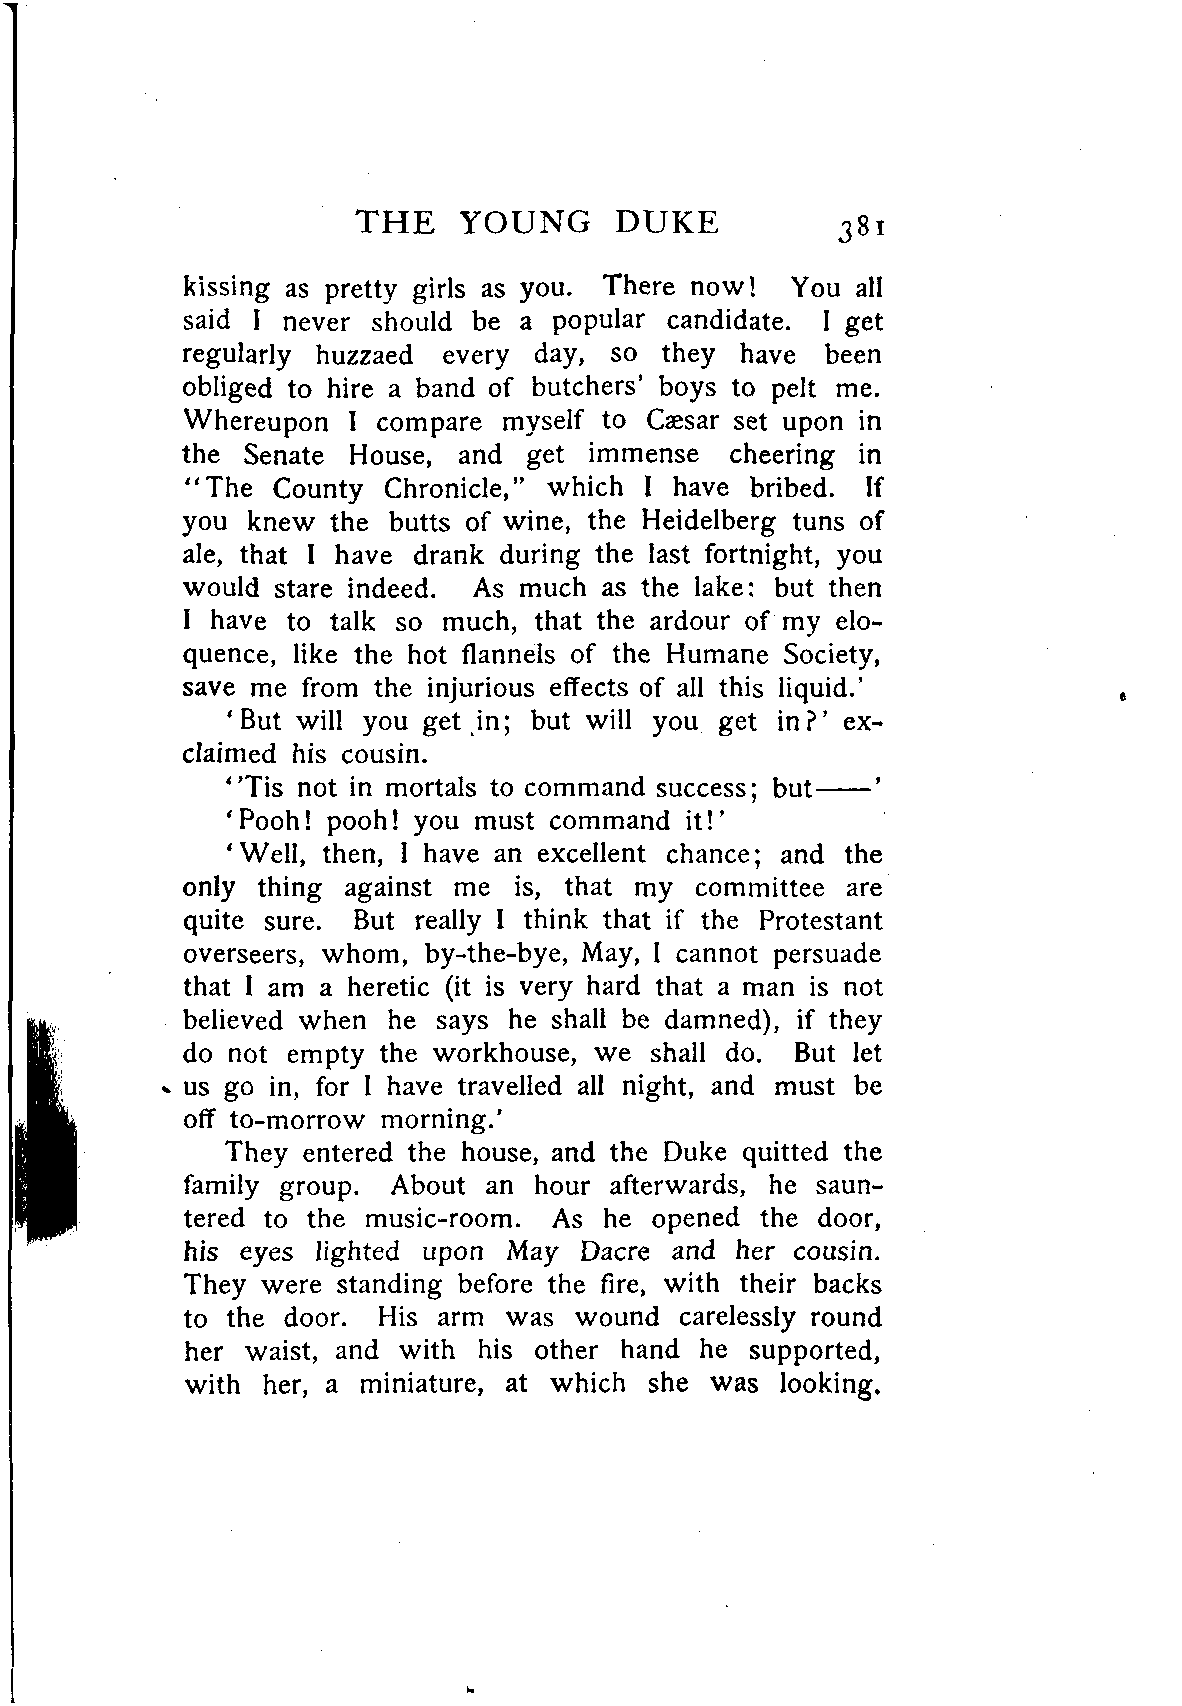 THE YOUNG DUKE 381
kissing as pretty girls as you. There now! You all
said I never should be a popular candidate. I get
regularly huzzaed every day, so they have been
obliged to hire a band of butchers' boys to pelt me.
Whereupon I compare myself to Cæsar set upon in
the Senate House, and get immense cheering in
“The County Chronicle,” which I have bribed. If
you knew the butts of wine, the Heidelberg tuns of
ale, that I have drank during the last fortnight, you
would stare indeed. As much as the lake: but then
I have to talk so much, that the ardour of my elo-
quence, like the hot flannels of the Humane Society,
save me from the injurious effects of all this liquid.’
‘But will you get in; but will you get in?’ ex-
claimed his cousin.
‘’Tis not in mortals to command success; but——’
‘Pooh! pooh! you must command it!’
‘Well, then, I have an excellent chance; and the
only thing against me is, that my committee are
quite sure. But really I think that if the Protestant
overseers, whom, by-the-bye, May, I cannot persuade
that I am a heretic (it is very hard that a man is not
believed when he says he shall be damned), if they
do not empty the workhouse, we shall do. But let
us go in, for I have travelled all night, and must be
off to-morrow morning.’
They entered the house, and the Duke quitted the
family group. About an hour afterwards, he saun-
tered to the music-room. As he opened the door,
his eyes lighted upon May Dacre and her cousin.
They were standing before the fire, with their backs
to the door. His arm was wound carelessly round
her waist, and with his other hand he supported,
with her, a miniature, at which she was looking.